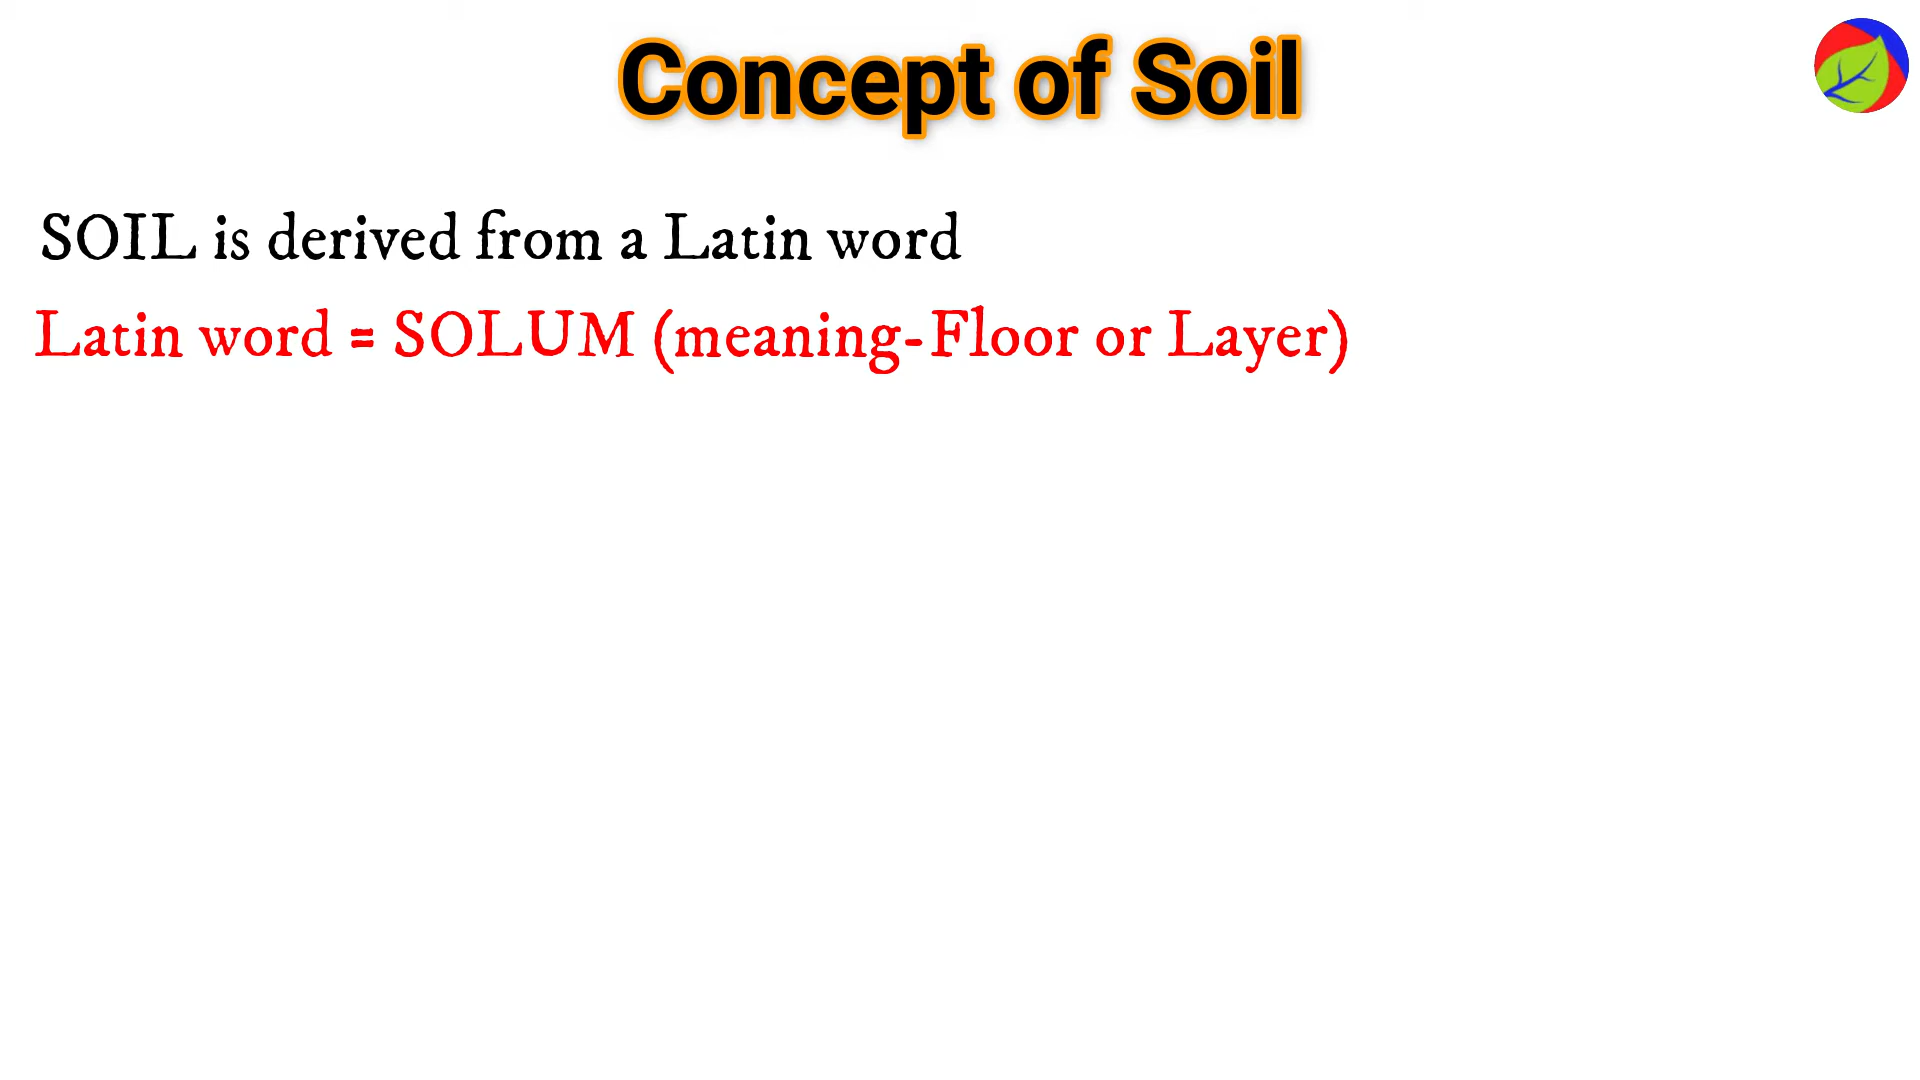 Concept of Soil
SOIL is derived from a Latin word
Latin word = SOLUM (meaning-Floor or Layer)